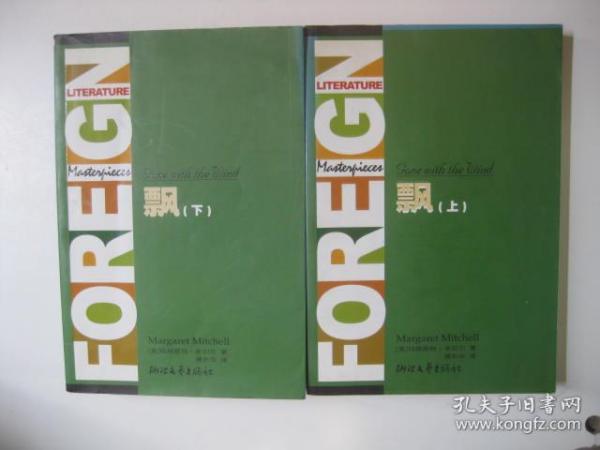 FOREIGN
LITERATURE
Masterpieces
Gone with the Wind
飘(下)
Margaret Mitchell
浙江文艺出版社
FOREIGN
LITERATURE
Masterpieces
Gone with the Wind
飘(上)
Margaret Mitchell
浙江文艺出版社
孔夫子旧书网
www.kongfz.com